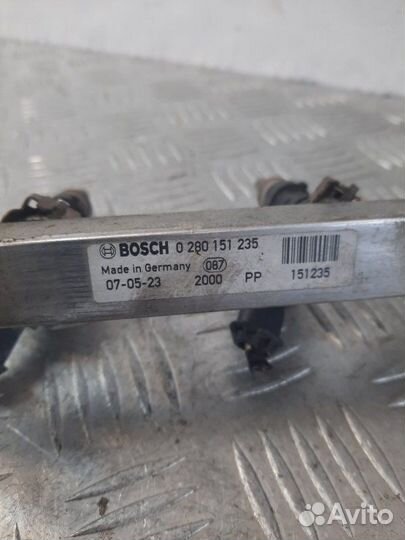 BOSCH 0 280 151 235
Made in Germany 087
07-05-23 2000 PP 151235
Avito